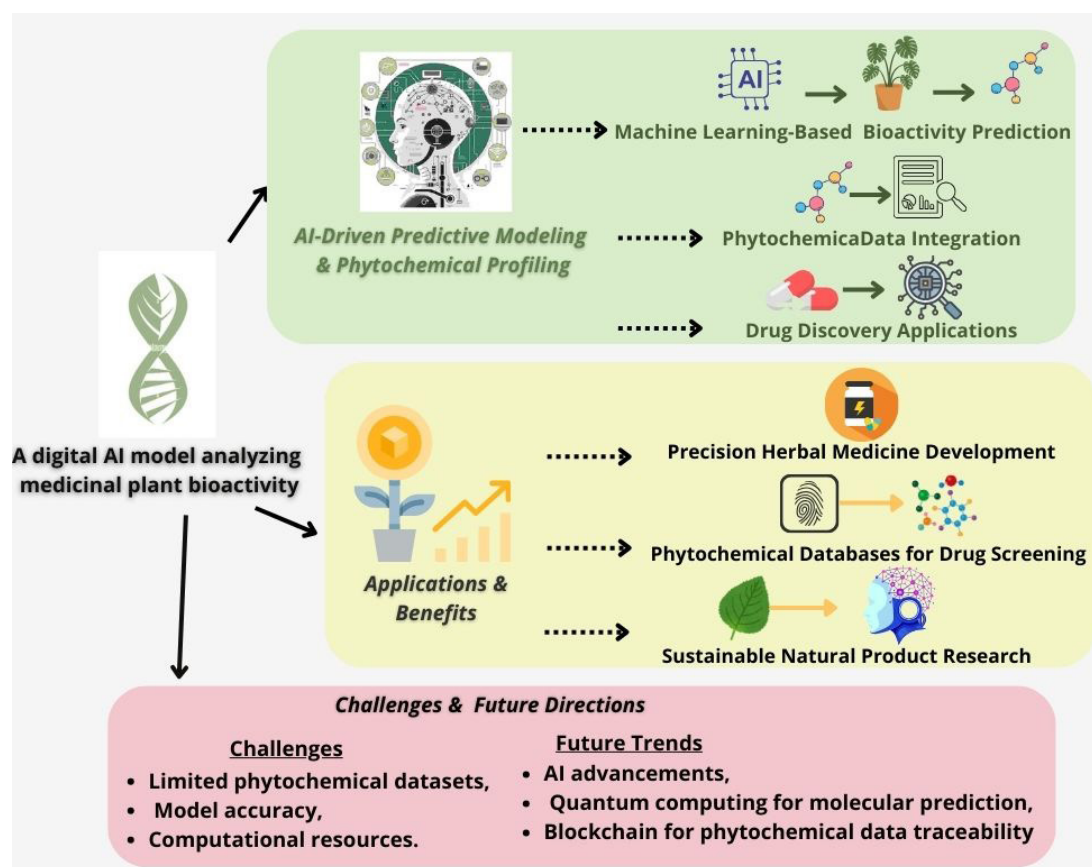 AI
Machine Learning-Based Bioactivity Prediction
AI-Driven Predictive Modeling
& Phytochemical Profiling
PhytochemicaData Integration
Drug Discovery Applications
A digital AI model analyzing
medicinal plant bioactivity
Applications &
Benefits
Precision Herbal Medicine Development
Phytochemical Databases for Drug Screening
Sustainable Natural Product Research
Challenges & Future Directions
Challenges
• Limited phytochemical datasets,
• Model accuracy,
• Computational resources.
Future Trends
• AI advancements,
• Quantum computing for molecular prediction,
• Blockchain for phytochemical data traceability